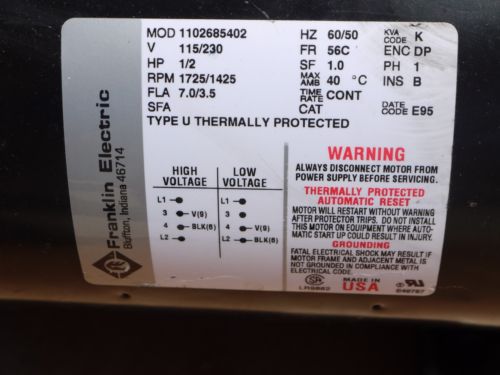 MOD 1102685402 HZ 60/50 KVA CODE K
V 115/230 FR 56C ENC DP
HP 1/2 SF 1.0 PH 1
RPM 1725/1425 MAX AMB 40 °C INS B
FLA 7.0/3.5 TIME RATE CONT
SFA CAT DATE CODE E95
TYPE U THERMALLY PROTECTED
Franklin Electric
Bluffton, Indiana 46714
HIGH VOLTAGE
L1
3 V(9)
4 BLK(6)
L2
LOW VOLTAGE
L1
3
4 V(9)
L2 BLK(6)
WARNING
ALWAYS DISCONNECT MOTOR FROM
POWER SUPPLY BEFORE SERVICING.
THERMALLY PROTECTED
AUTOMATIC RESET
MOTOR WILL RESTART WITHOUT WARNING
AFTER PROTECTOR TRIPS. DO NOT INSTALL
THIS MOTOR ON EQUIPMENT WHERE AUTO-
MATIC START UP COULD RESULT IN INJURY.
GROUNDING
FATAL ELECTRICAL SHOCK MAY RESULT IF
MOTOR FRAME AND ADJACENT METAL IS
NOT GROUNDED IN COMPLIANCE WITH
ELECTRICAL CODE.
MADE IN
USA